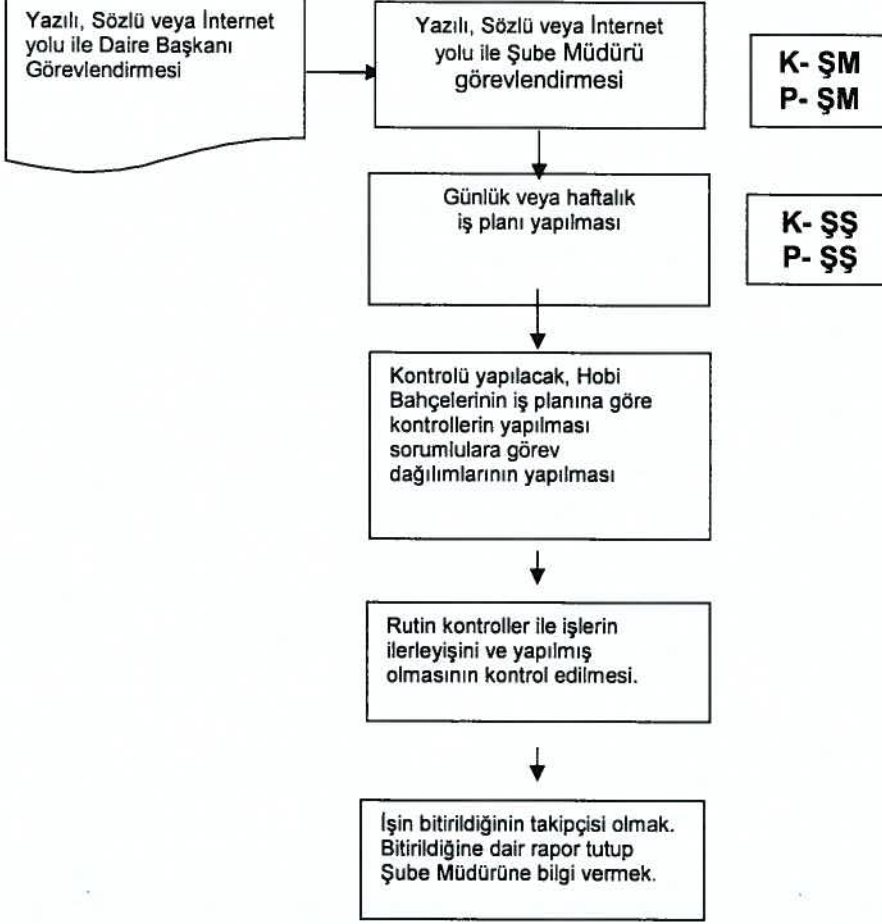 Yazılı, Sözlü veya İnternet
yolu ile Daire Başkanı
Görevlendirmesi
Yazılı, Sözlü veya İnternet
yolu ile Şube Müdürü
görevlendirmesi
K- ŞM
P- ŞM
Günlük veya haftalık
iş planı yapılması
K- ŞŞ
P- ŞŞ
Kontrolü yapılacak, Hobi
Bahçelerinin iş planına göre
kontrollerin yapılması
sorumlulara görev
dağılımlarının yapılması
Rutin kontroller ile işlerin
ilerleyişini ve yapılmış
olmasının kontrol edilmesi.
İşin bitirildiğinin takipçisi olmak.
Bitirildiğine dair rapor tutup
Şube Müdürüne bilgi vermek.